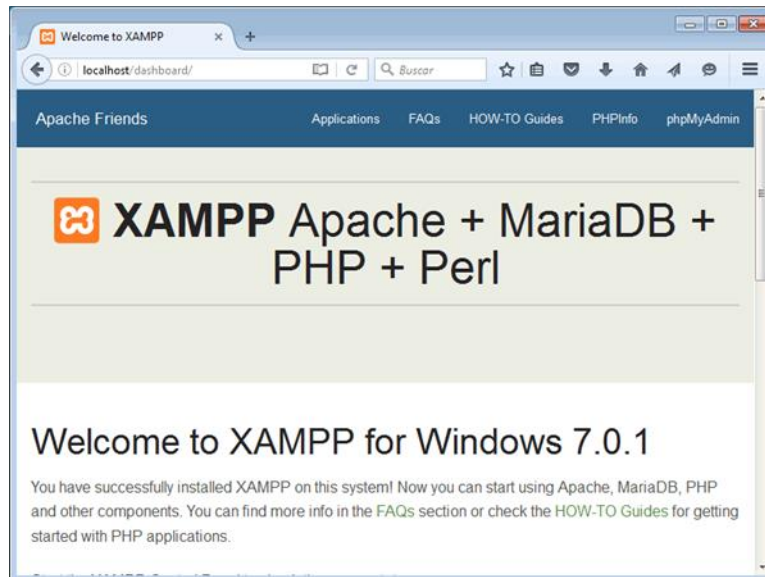 Welcome to XAMPP
localhost/dashboard/
Buscar
Apache Friends
Applications
FAQs
HOW-TO Guides
PHPInfo
phpMyAdmin
XAMPP Apache + MariaDB +
PHP + Perl
Welcome to XAMPP for Windows 7.0.1
You have successfully installed XAMPP on this system! Now you can start using Apache, MariaDB, PHP
and other components. You can find more info in the FAQs section or check the HOW-TO Guides for getting
started with PHP applications.